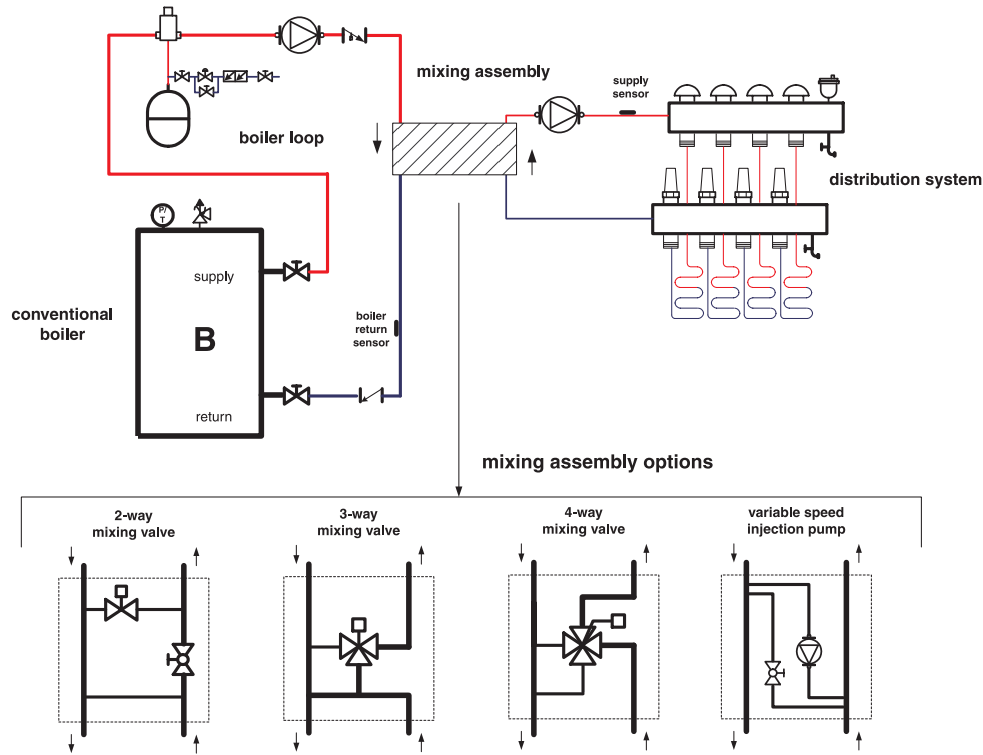 mixing assembly
supply
sensor
boiler loop
distribution system
P/
T
supply
conventional
boiler
B
boiler
return
sensor
return
mixing assembly options
2-way
mixing valve
3-way
mixing valve
4-way
mixing valve
variable speed
injection pump